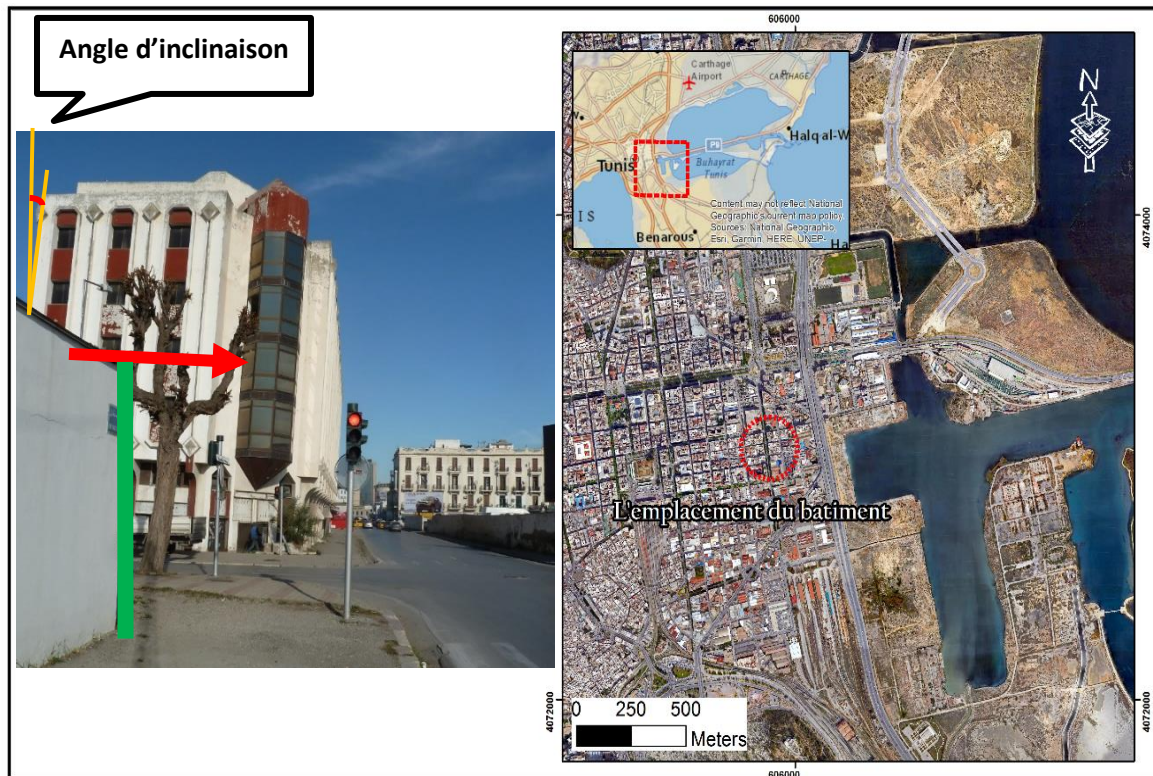 Angle d'inclinaison
606000
Carthage
Airport
CARTHAGE
Halq al-W
P9
Tunis
Buhayrat
Tunis
Content may not reflect National
Geographic's current map policy.
Sources: National Geographic,
Esri, Garmin, HERE, UNEP-
I S
Benarous
Ha
N
4074000
L'emplacement du batiment
0 250 500
Meters
4072000
4072000
606000